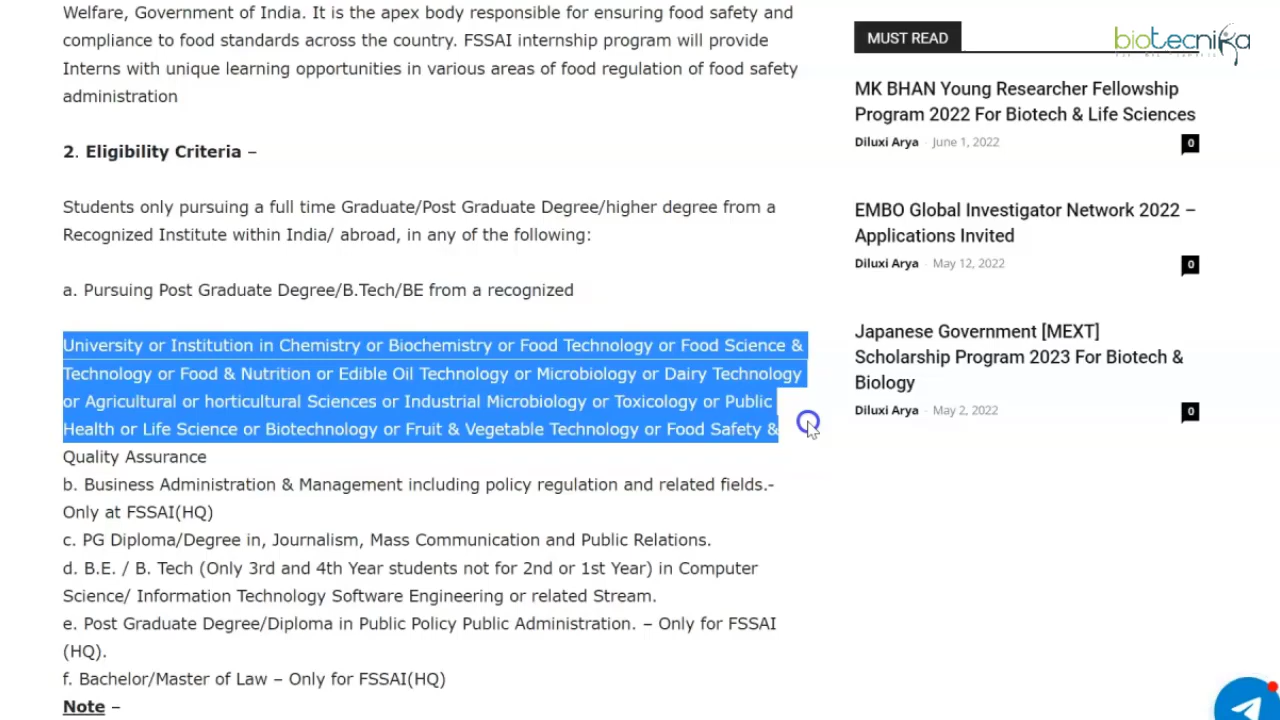 Welfare, Government of India. It is the apex body responsible for ensuring food safety and
compliance to food standards across the country. FSSAI internship program will provide
Interns with unique learning opportunities in various areas of food regulation of food safety
administration
2. Eligibility Criteria –
Students only pursuing a full time Graduate/Post Graduate Degree/higher degree from a
Recognized Institute within India/ abroad, in any of the following:
a. Pursuing Post Graduate Degree/B.Tech/BE from a recognized
University or Institution in Chemistry or Biochemistry or Food Technology or Food Science &
Technology or Food & Nutrition or Edible Oil Technology or Microbiology or Dairy Technology
or Agricultural or horticultural Sciences or Industrial Microbiology or Toxicology or Public
Health or Life Science or Biotechnology or Fruit & Vegetable Technology or Food Safety &
Quality Assurance
b. Business Administration & Management including policy regulation and related fields.-
Only at FSSAI(HQ)
c. PG Diploma/Degree in, Journalism, Mass Communication and Public Relations.
d. B.E. / B. Tech (Only 3rd and 4th Year students not for 2nd or 1st Year) in Computer
Science/ Information Technology Software Engineering or related Stream.
e. Post Graduate Degree/Diploma in Public Policy Public Administration. – Only for FSSAI
(HQ).
f. Bachelor/Master of Law – Only for FSSAI(HQ)
Note –
MUST READ
biotecnika
MK BHAN Young Researcher Fellowship
Program 2022 For Biotech & Life Sciences
Diluxi Arya - June 1, 2022
0
EMBO Global Investigator Network 2022 –
Applications Invited
Diluxi Arya - May 12, 2022
0
Japanese Government [MEXT]
Scholarship Program 2023 For Biotech &
Biology
Diluxi Arya - May 2, 2022
0